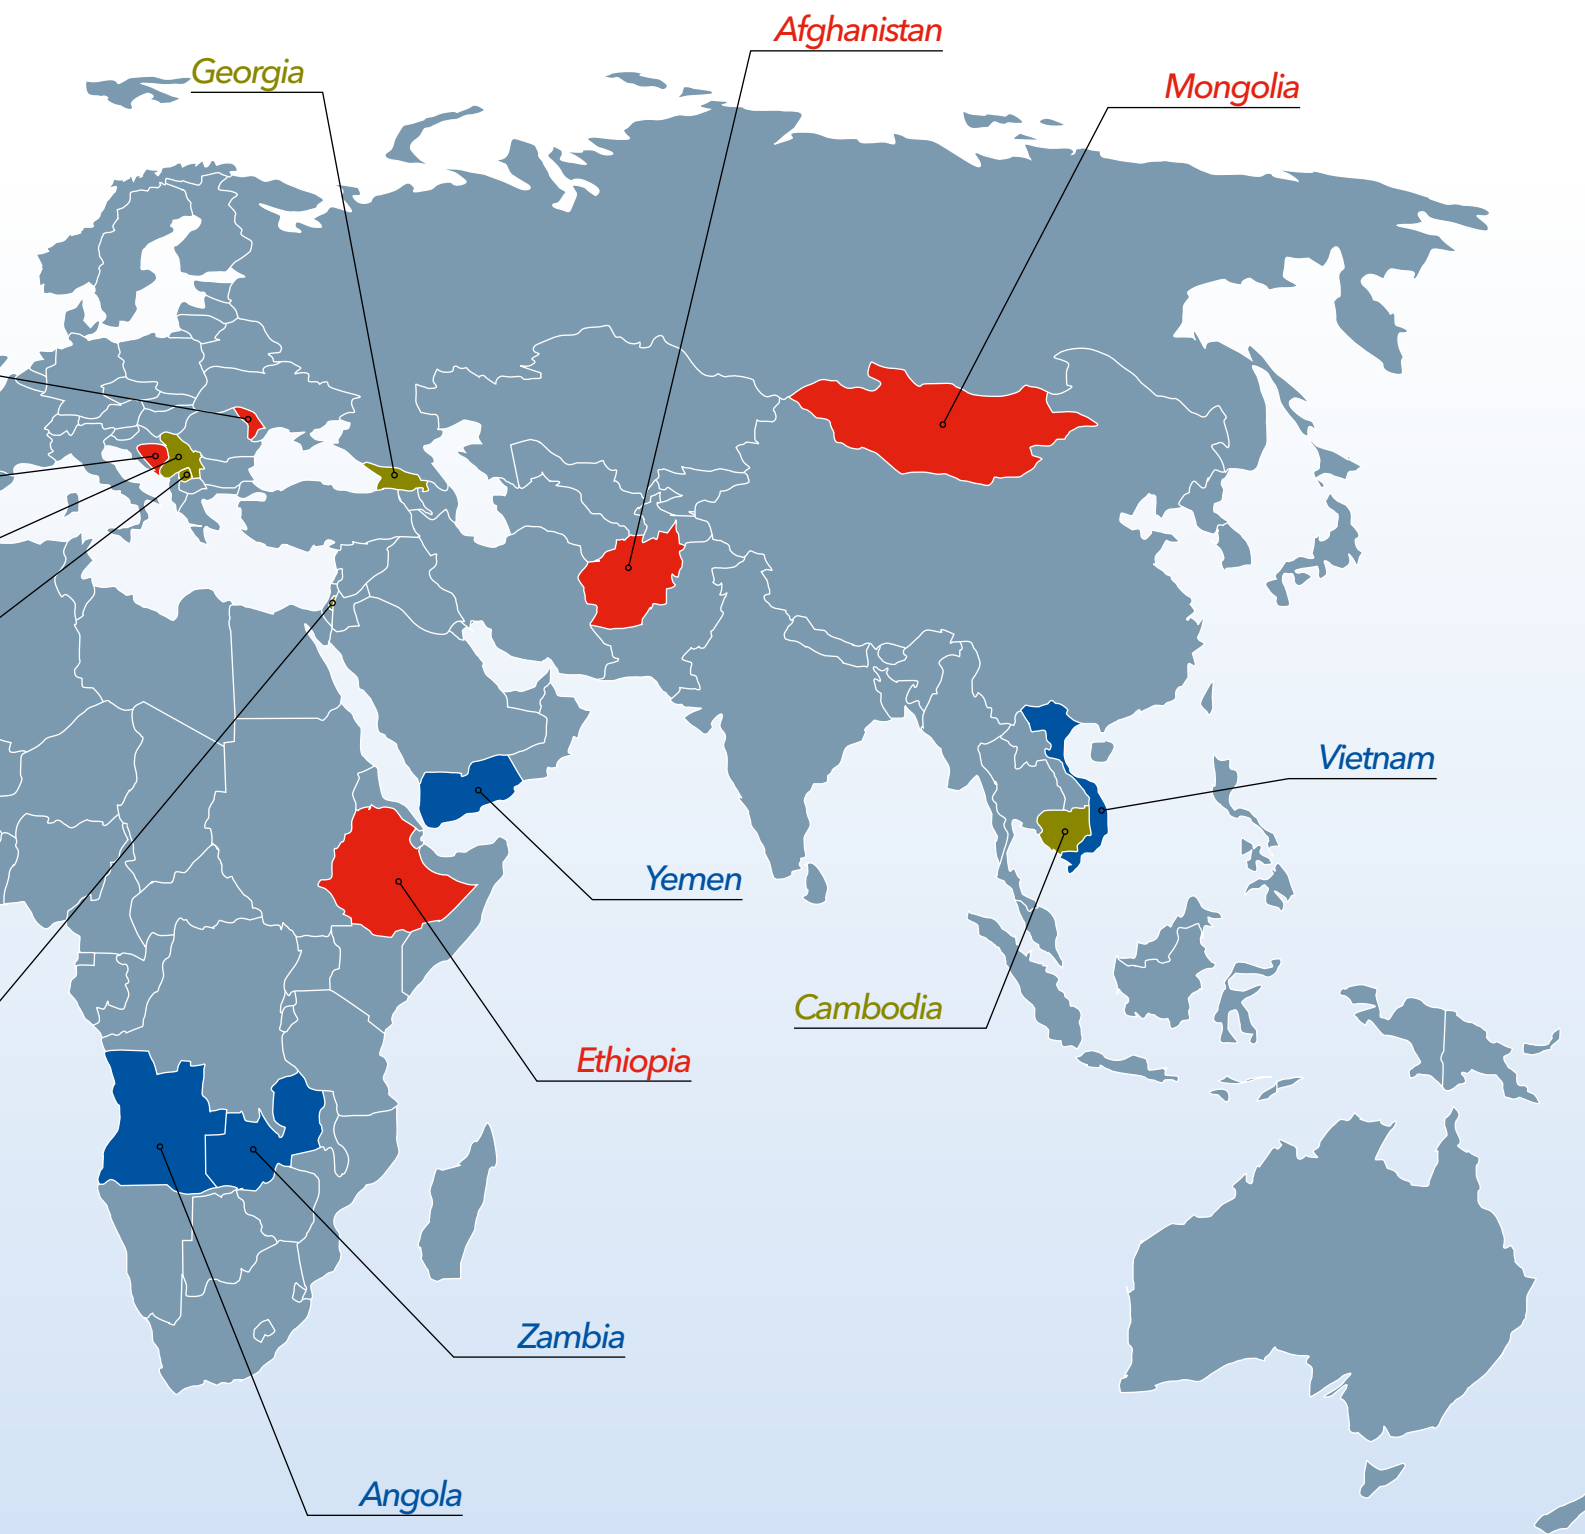 Afghanistan
Georgia
Mongolia
Vietnam
Yemen
Cambodia
Ethiopia
Zambia
Angola